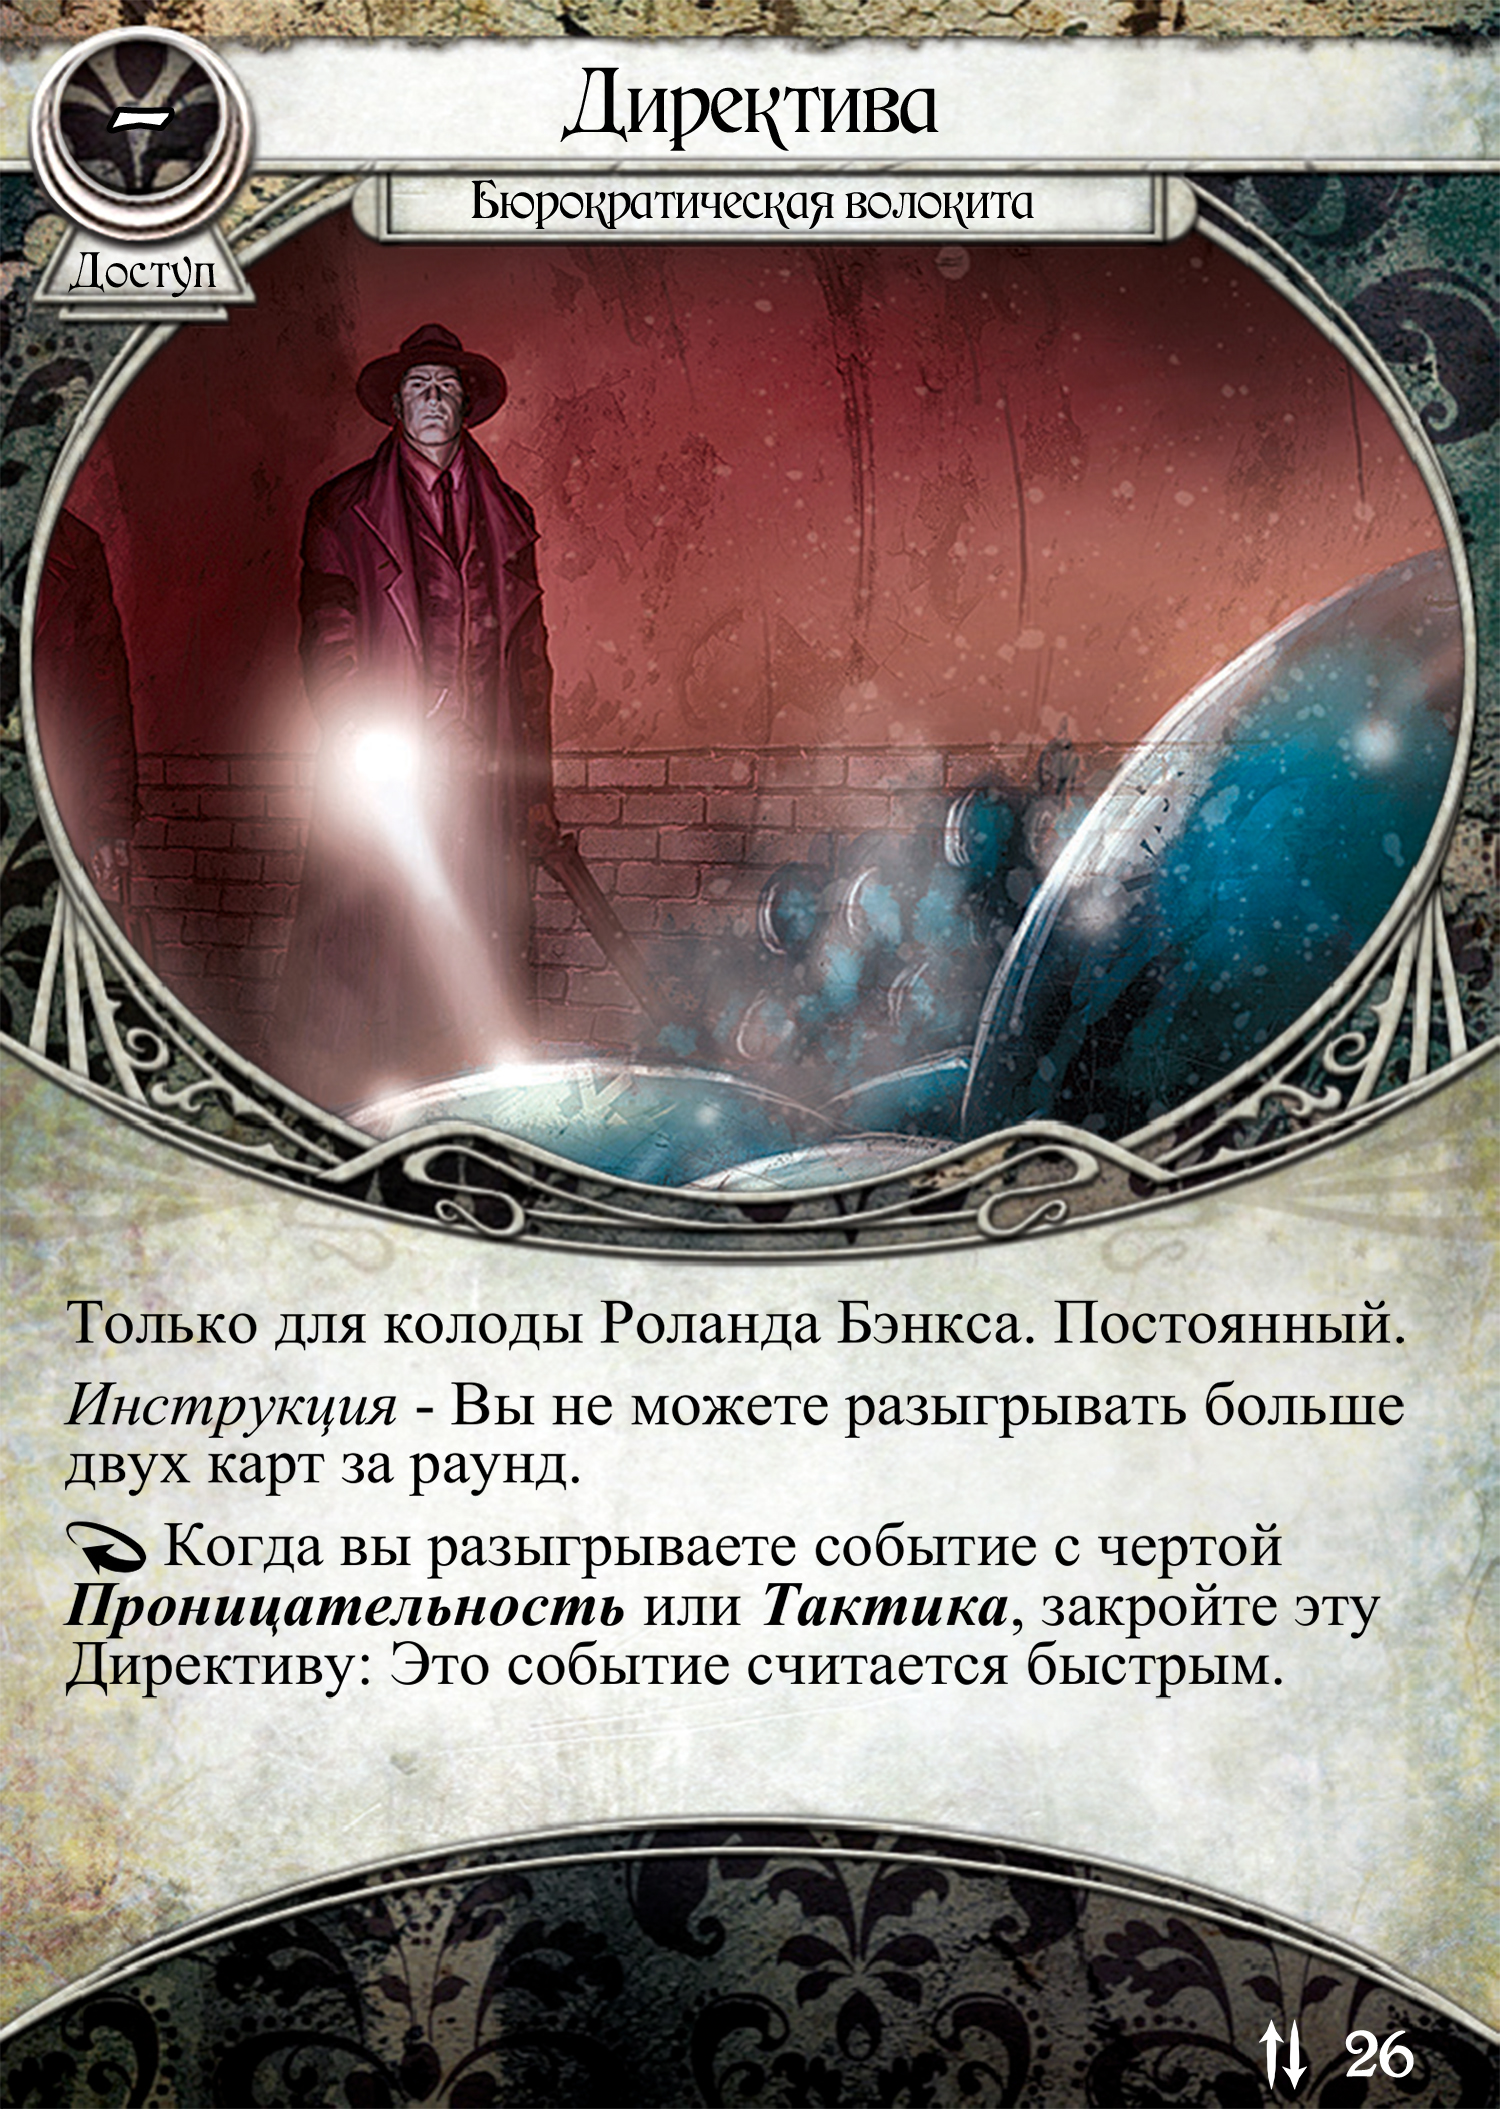 -
Директива
Бюрократическая волокита
Доступ
Только для колоды Роланда Бэнкса. Постоянный.
Инструкция - Вы не можете разыгрывать больше
двух карт за раунд.
Когда вы разыгрываете событие с чертой
Проницательность или Тактика, закройте эту
Директиву: Это событие считается быстрым.
26